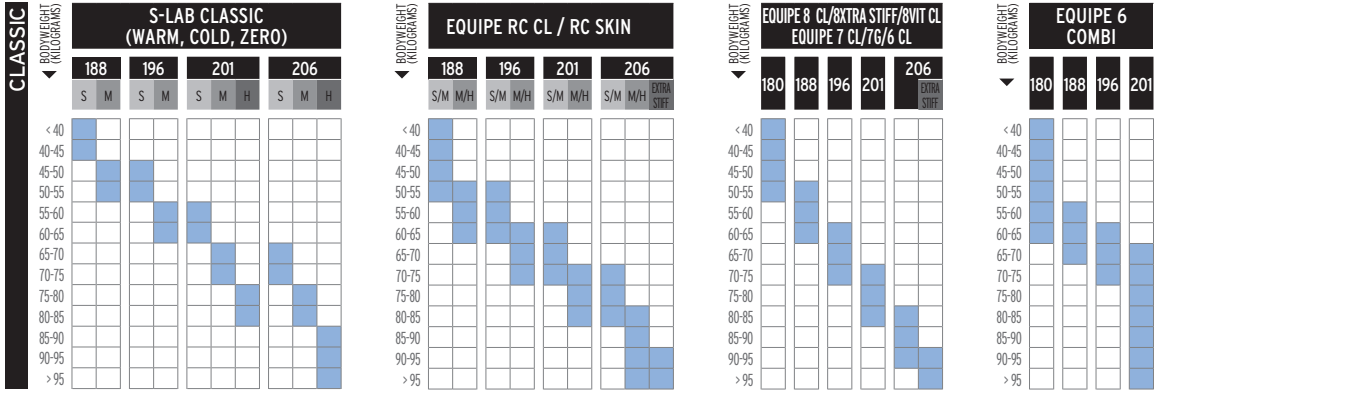 CLASSIC
BODYWEIGHT
(KILOGRAMS)
S-LAB CLASSIC
(WARM, COLD, ZERO)
188 196 201 206
S M S M S M H S M H
< 40
40-45
45-50
50-55
55-60
60-65
65-70
70-75
75-80
80-85
85-90
90-95
> 95
BODYWEIGHT
(KILOGRAMS)
EQUIPE RC CL / RC SKIN
188 196 201 206
S/M M/H S/M M/H S/M M/H S/M M/H EXTRA
STIFF
< 40
40-45
45-50
50-55
55-60
60-65
65-70
70-75
75-80
80-85
85-90
90-95
> 95
BODYWEIGHT
(KILOGRAMS)
EQUIPE 8 CL/8XTRA STIFF/8VIT CL
EQUIPE 7 CL/7G/6 CL
180 188 196 201 206
EXTRA
STIFF
< 40
40-45
45-50
50-55
55-60
60-65
65-70
70-75
75-80
80-85
85-90
90-95
> 95
BODYWEIGHT
(KILOGRAMS)
EQUIPE 6
COMBI
180 188 196 201
< 40
40-45
45-50
50-55
55-60
60-65
65-70
70-75
75-80
80-85
85-90
90-95
> 95